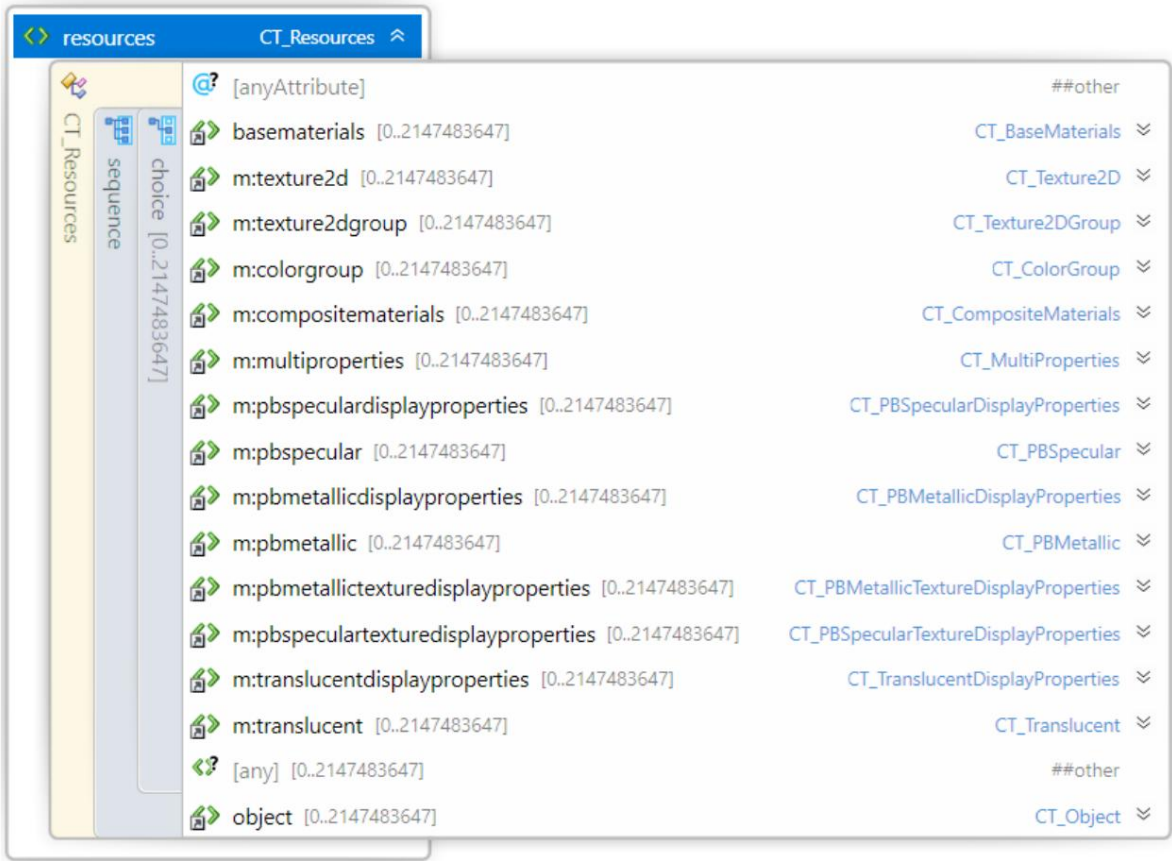 resources CT_Resources
CT_Resources
sequence
choice [0..2147483647]
[anyAttribute] ##other
basematerials [0..2147483647] CT_BaseMaterials
m:texture2d [0..2147483647] CT_Texture2D
m:texture2dgroup [0..2147483647] CT_Texture2DGroup
m:colorgroup [0..2147483647] CT_ColorGroup
m:compositematerials [0..2147483647] CT_CompositeMaterials
m:multiproperties [0..2147483647] CT_MultiProperties
m:pbspeculardisplayproperties [0..2147483647] CT_PBSpecularDisplayProperties
m:pbspecular [0..2147483647] CT_PBSpecular
m:pbmetallicdisplayproperties [0..2147483647] CT_PBMetallicDisplayProperties
m:pbmetallic [0..2147483647] CT_PBMetallic
m:pbmetallictexturedisplayproperties [0..2147483647] CT_PBMetallicTextureDisplayProperties
m:pbspeculartexturedisplayproperties [0..2147483647] CT_PBSpecularTextureDisplayProperties
m:translucentdisplayproperties [0..2147483647] CT_TranslucentDisplayProperties
m:translucent [0..2147483647] CT_Translucent
[any] [0..2147483647] ##other
object [0..2147483647] CT_Object